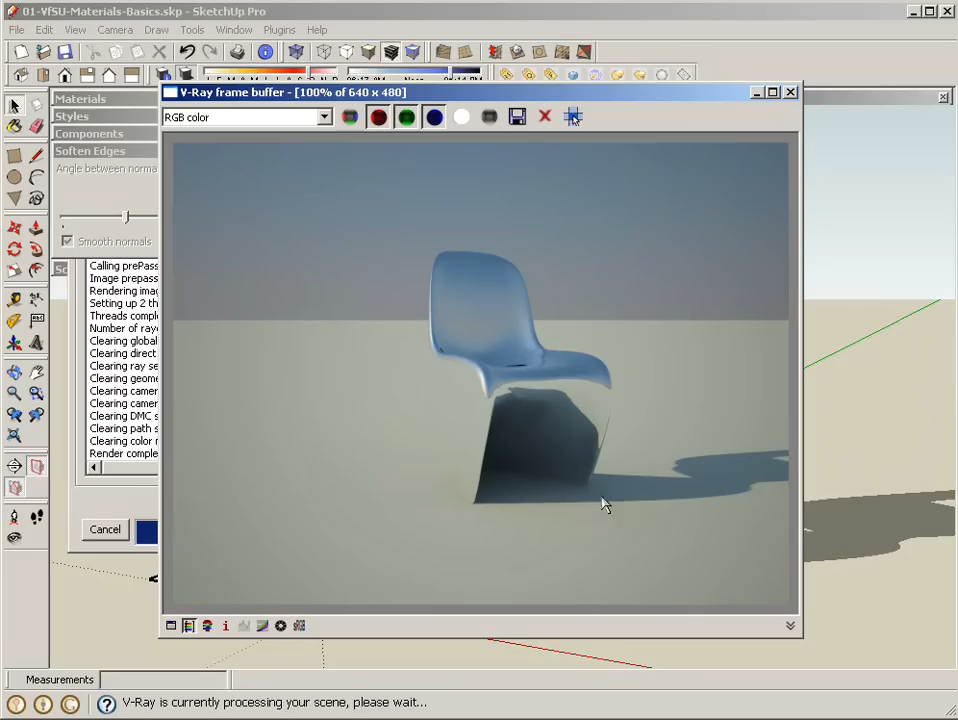 01-VfSU-Materials-Basics.skp - SketchUp Pro
File Edit View Camera Draw Tools Window Plugins Help
Materials
Styles
Components
Soften Edges
Angle between norma
Smooth normals
V-Ray frame buffer - [100% of 640 x 480]
RGB color
Calling prePass
Image prepass
Rendering imag
Setting up 2 th
Threads comple
Number of ray
Clearing global
Clearing direct
Clearing ray se
Clearing geome
Clearing camer
Clearing camer
Clearing DMC s
Clearing path s
Clearing color m
Render comple
Cancel
Measurements
V-Ray is currently processing your scene, please wait...